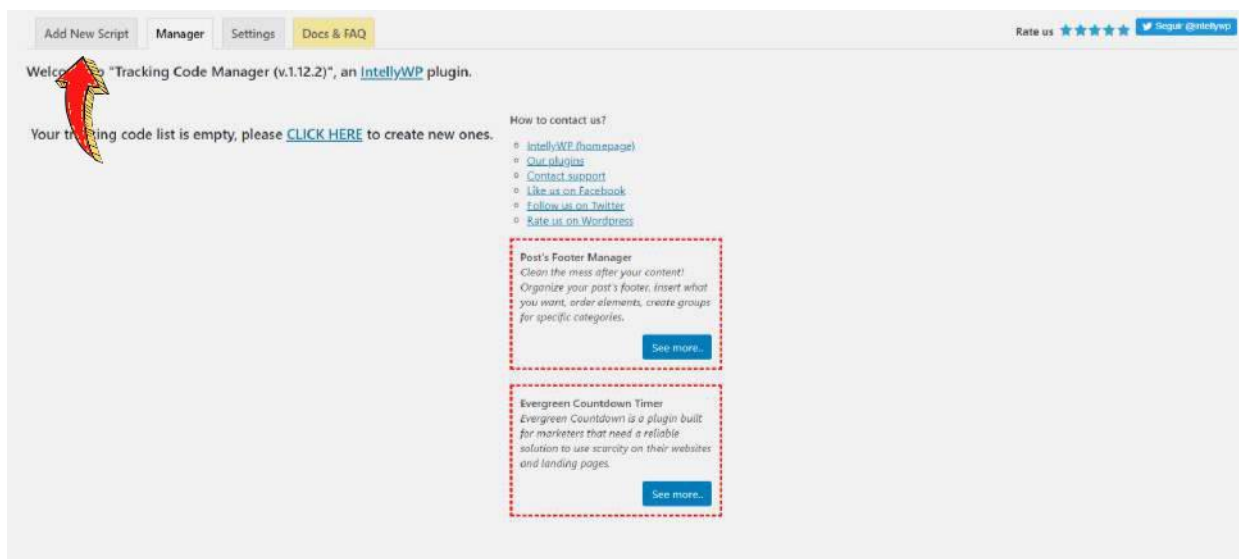 Add New Script Manager Settings Docs & FAQ Rate us Seguir @intellywp
Welcome to "Tracking Code Manager (v.1.12.2)", an IntellyWP plugin.
Your tracking code list is empty, please CLICK HERE to create new ones.
How to contact us?
IntellyWP (homepage)
Our plugins
Contact support
Like us on Facebook
Follow us on Twitter
Rate us on Wordpress
Post's Footer Manager
Clean the mess after your content!
Organize your post's footer, insert what
you want, order elements, create groups
for specific categories.
See more..
Evergreen Countdown Timer
Evergreen Countdown is a plugin built
for marketers that need a reliable
solution to use scarcity on their websites
and landing pages.
See more..